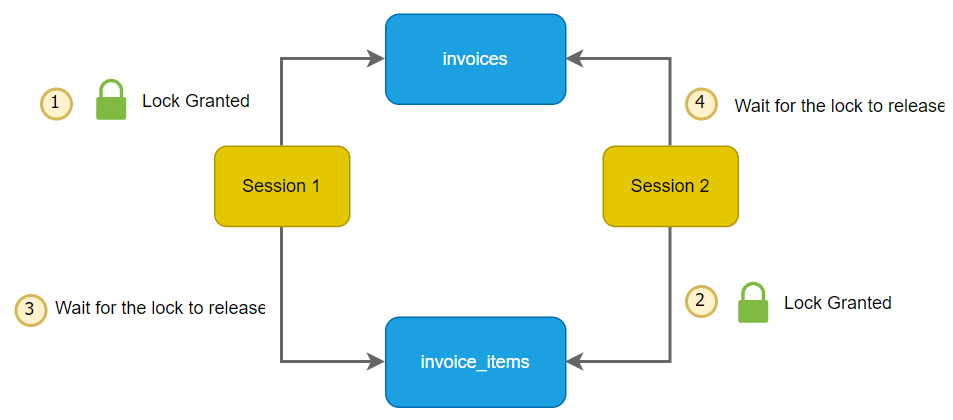 invoices
1
Lock Granted
4
Wait for the lock to release
Session 1
Session 2
3
Wait for the lock to release
2
Lock Granted
invoice_items